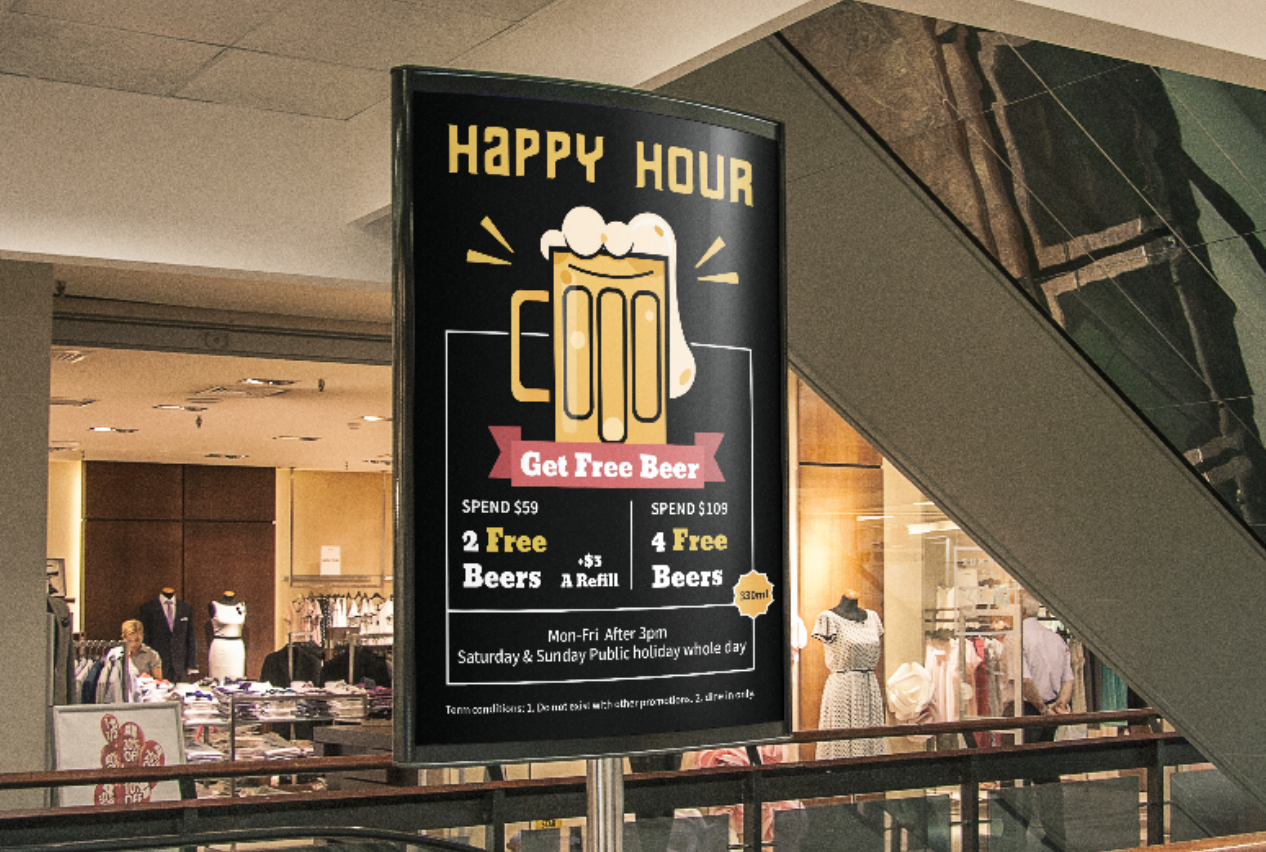 HAPPY HOUR
Get Free Beer
SPEND $59
2 Free
Beers
+$3
A Refill
SPEND $109
4 Free
Beers
330ml
Mon-Fri After 3pm
Saturday & Sunday Public holiday whole day
Term conditions: 1. Do not exist with other promotions. 2. dine in only.